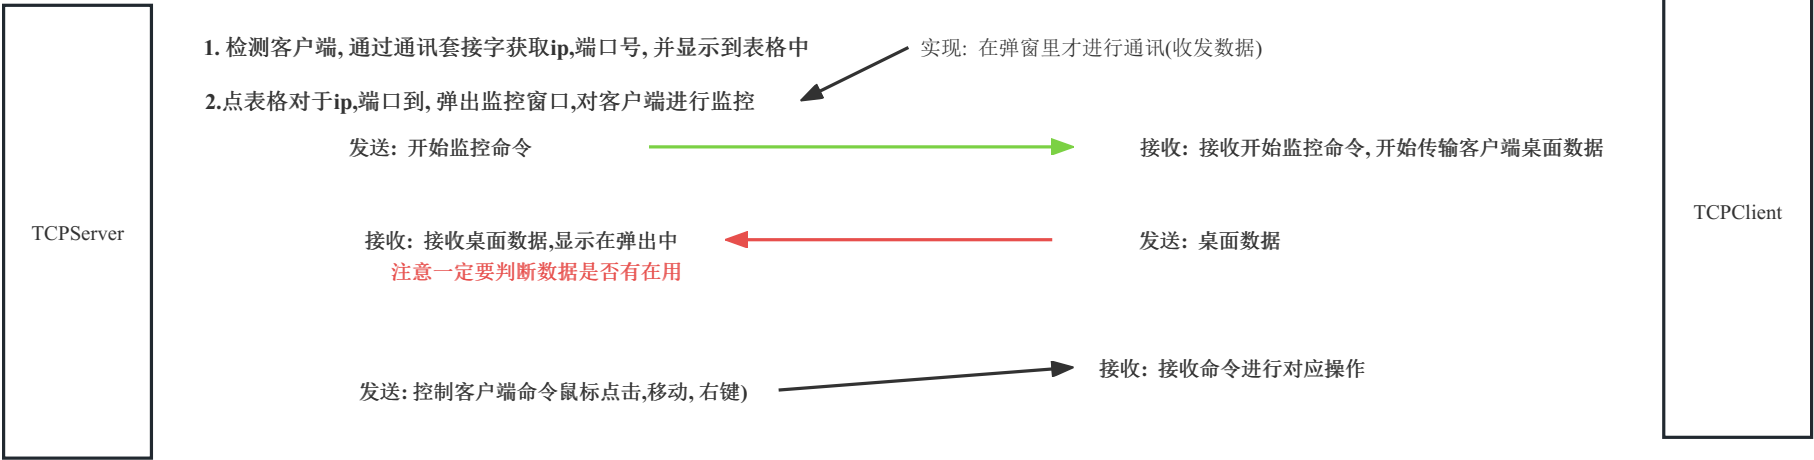 1. 检测客户端, 通过通讯套接字获取ip,端口号, 并显示到表格中
实现: 在弹窗里才进行通讯(收发数据)
2.点表格对于ip,端口到, 弹出监控窗口,对客户端进行监控
发送: 开始监控命令
接收: 接收开始监控命令, 开始传输客户端桌面数据
TCPServer
TCPClient
接收: 接收桌面数据,显示在弹出中
发送: 桌面数据
注意一定要判断数据是否有在用
发送: 控制客户端命令鼠标点击,移动, 右键)
接收: 接收命令进行对应操作